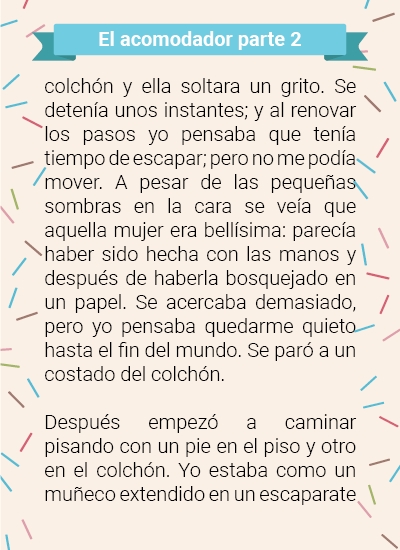 El acomodador parte 2
colchón y ella soltara un grito. Se
detenía unos instantes; y al renovar
los pasos yo pensaba que tenía
tiempo de escapar; pero no me podía
mover. A pesar de las pequeñas
sombras en la cara se veía que
aquella mujer era bellísima: parecía
haber sido hecha con las manos y
después de haberla bosquejado en
un papel. Se acercaba demasiado,
pero yo pensaba quedarme quieto
hasta el fin del mundo. Se paró a un
costado del colchón.
Después empezó a caminar
pisando con un pie en el piso y otro
en el colchón. Yo estaba como un
muñeco extendido en un escaparate